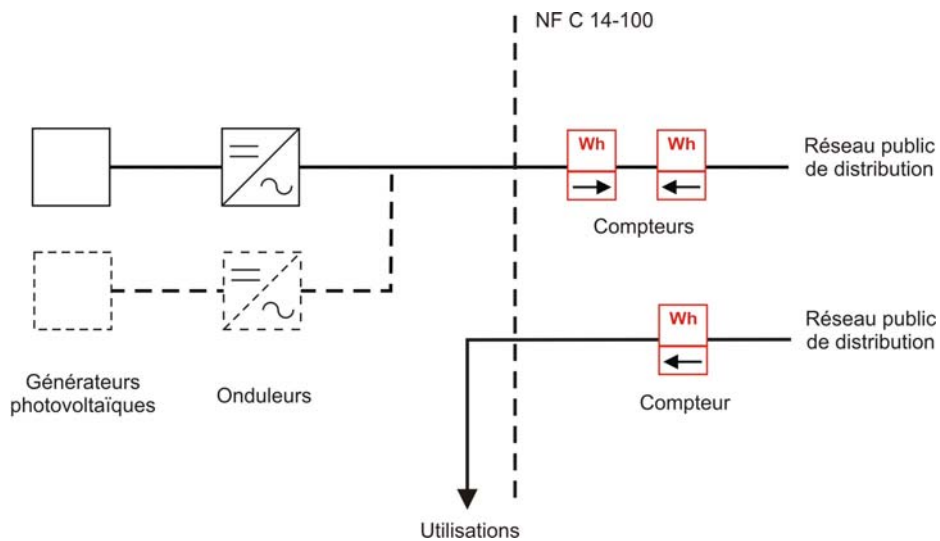 NF C 14-100
Wh
Wh
Réseau public
de distribution
Compteurs
Wh
Réseau public
de distribution
Générateurs
photovoltaïques
Onduleurs
Compteur
Utilisations